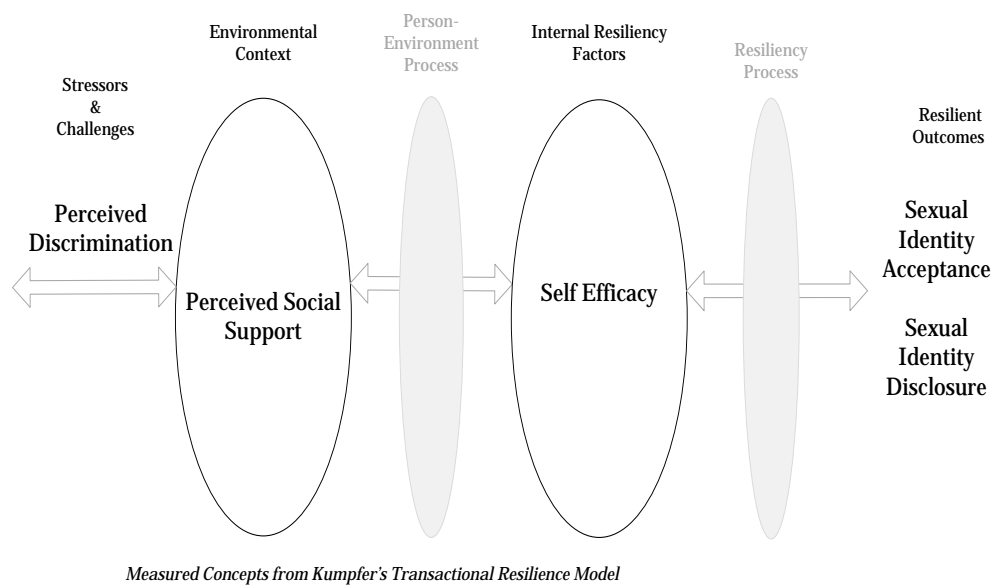 Environmental
Context
Person-
Environment
Process
Internal Resiliency
Factors
Resiliency
Process
Stressors
&
Challenges
Resilient
Outcomes
Perceived
Discrimination
Perceived Social
Support
Self Efficacy
Sexual
Identity
Acceptance
Sexual
Identity
Disclosure
Measured Concepts from Kumpfer's Transactional Resilience Model